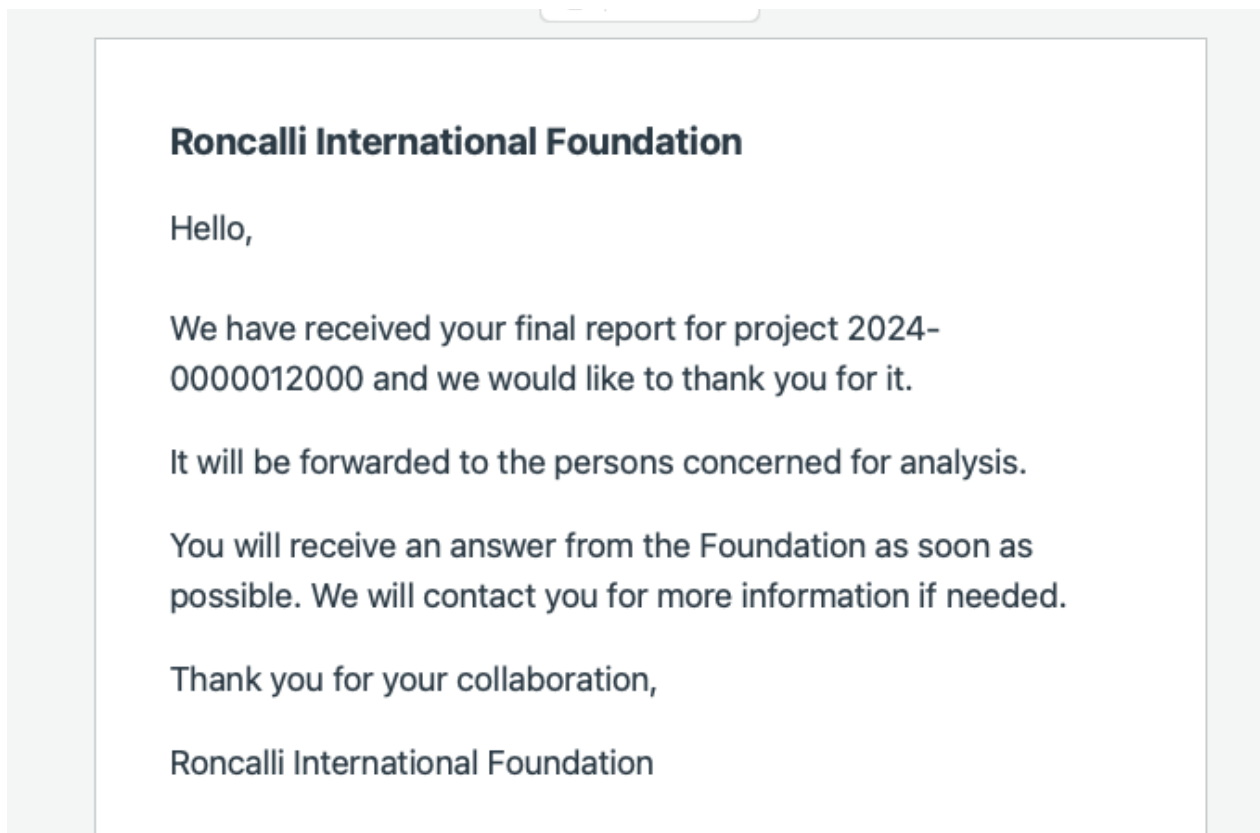 Roncalli International Foundation
Hello,
We have received your final report for project 2024-
0000012000 and we would like to thank you for it.
It will be forwarded to the persons concerned for analysis.
You will receive an answer from the Foundation as soon as
possible. We will contact you for more information if needed.
Thank you for your collaboration,
Roncalli International Foundation